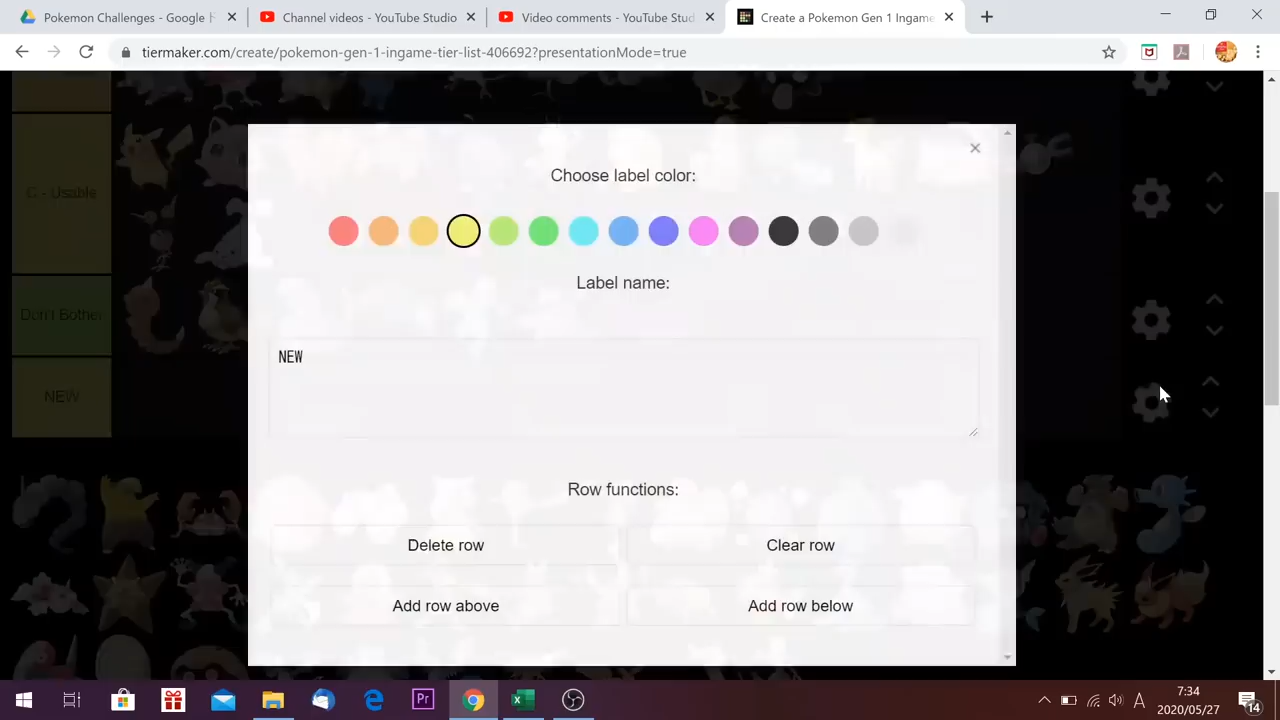 Pokemon Challenges - Google
Channel videos - YouTube Studio
Video comments - YouTube Stud
Create a Pokemon Gen 1 Ingame
tiermaker.com/create/pokemon-gen-1-ingame-tier-list-406692?presentationMode=true
Choose label color:
- Usable
Label name:
Don't Bother
NEW
NEW
Row functions:
Delete row
Clear row
Add row above
Add row below
Pr
A
7:34
2020/05/27
14